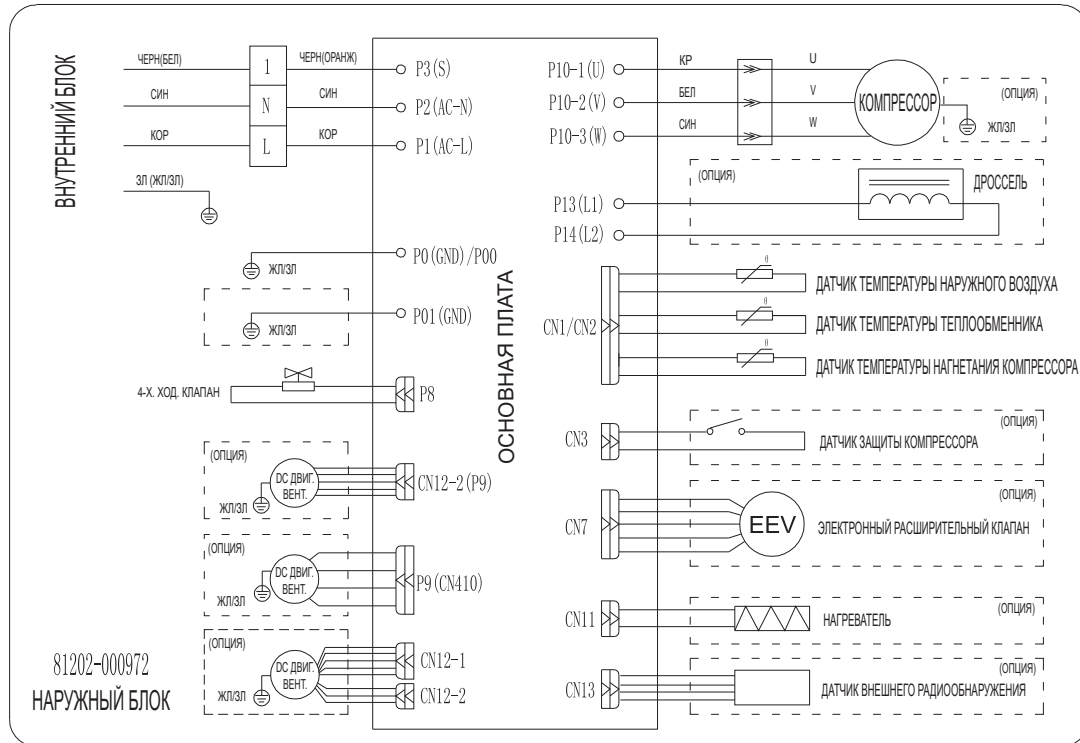 ВНУТРЕННИЙ БЛОК
ЧЕРН(БЕЛ)
1
ЧЕРН(ОРАНЖ)
P3(S)
СИН
N
СИН
P2(AC-N)
КОР
L
КОР
P1(AC-L)
ЗЛ (ЖЛ/ЗЛ)
P0(GND)/P00
ЖЛ/ЗЛ
P01(GND)
ЖЛ/ЗЛ
4-Х. ХОД. КЛАПАН
P8
(ОПЦИЯ)
DC ДВИГ.
ВЕНТ.
ЖЛ/ЗЛ
CN12-2(P9)
(ОПЦИЯ)
DC ДВИГ.
ВЕНТ.
ЖЛ/ЗЛ
P9(CN410)
(ОПЦИЯ)
DC ДВИГ.
ВЕНТ.
ЖЛ/ЗЛ
CN12-1
CN12-2
81202-000972
НАРУЖНЫЙ БЛОК
ОСНОВНАЯ ПЛАТА
P10-1(U)
КР
U
P10-2(V)
БЕЛ
V
P10-3(W)
СИН
W
КОМПРЕССОР
(ОПЦИЯ)
ЖЛ/ЗЛ
(ОПЦИЯ)
ДРОССЕЛЬ
P13(L1)
P14(L2)
CN1/CN2
θ
ДАТЧИК ТЕМПЕРАТУРЫ НАРУЖНОГО ВОЗДУХА
θ
ДАТЧИК ТЕМПЕРАТУРЫ ТЕПЛООБМЕННИКА
θ
ДАТЧИК ТЕМПЕРАТУРЫ НАГНЕТАНИЯ КОМПРЕССОРА
CN3
(ОПЦИЯ)
ДАТЧИК ЗАЩИТЫ КОМПРЕССОРА
CN7
EEV
(ОПЦИЯ)
ЭЛЕКТРОННЫЙ РАСШИРИТЕЛЬНЫЙ КЛАПАН
CN11
(ОПЦИЯ)
НАГРЕВАТЕЛЬ
CN13
(ОПЦИЯ)
ДАТЧИК ВНЕШНЕГО РАДИООБНАРУЖЕНИЯ